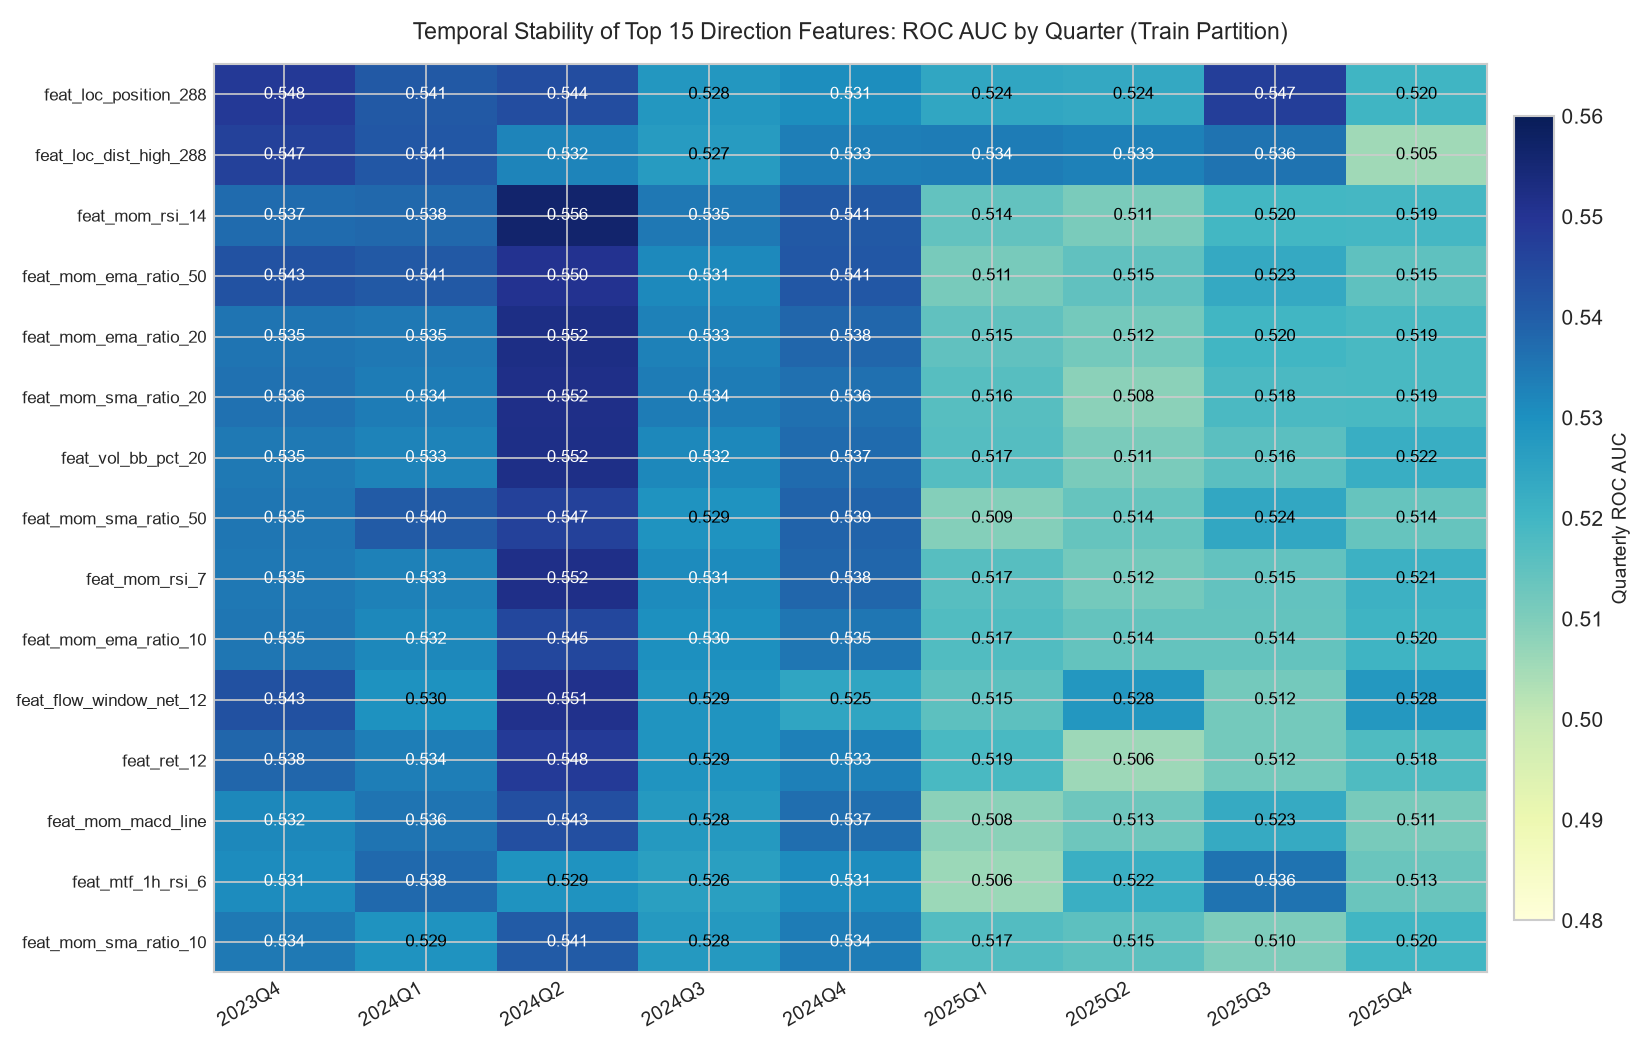 Temporal Stability of Top 15 Direction Features: ROC AUC by Quarter (Train Partition)
feat_loc_position_288 0.548 0.541 0.544 0.528 0.531 0.524 0.524 0.547 0.520
feat_loc_dist_high_288 0.547 0.541 0.532 0.527 0.533 0.534 0.533 0.536 0.505
feat_mom_rsi_14 0.537 0.538 0.556 0.535 0.541 0.514 0.511 0.520 0.519
feat_mom_ema_ratio_50 0.543 0.541 0.550 0.531 0.541 0.511 0.515 0.523 0.515
feat_mom_ema_ratio_20 0.535 0.535 0.552 0.533 0.538 0.515 0.512 0.520 0.519
feat_mom_sma_ratio_20 0.536 0.534 0.552 0.534 0.536 0.516 0.508 0.518 0.519
feat_vol_bb_pct_20 0.535 0.533 0.552 0.532 0.537 0.517 0.511 0.516 0.522
feat_mom_sma_ratio_50 0.535 0.540 0.547 0.529 0.539 0.509 0.514 0.524 0.514
feat_mom_rsi_7 0.535 0.533 0.552 0.531 0.538 0.517 0.512 0.515 0.521
feat_mom_ema_ratio_10 0.535 0.532 0.545 0.530 0.535 0.517 0.514 0.514 0.520
feat_flow_window_net_12 0.543 0.530 0.551 0.529 0.525 0.515 0.528 0.512 0.528
feat_ret_12 0.538 0.534 0.548 0.529 0.533 0.519 0.506 0.512 0.518
feat_mom_macd_line 0.532 0.536 0.543 0.528 0.537 0.508 0.513 0.523 0.511
feat_mtf_1h_rsi_6 0.531 0.538 0.529 0.526 0.531 0.506 0.522 0.536 0.513
feat_mom_sma_ratio_10 0.534 0.529 0.541 0.528 0.534 0.517 0.515 0.510 0.520
2023Q4 2024Q1 2024Q2 2024Q3 2024Q4 2025Q1 2025Q2 2025Q3 2025Q4
0.56
0.55
0.54
0.53
0.52
0.51
0.50
0.49
0.48
Quarterly ROC AUC